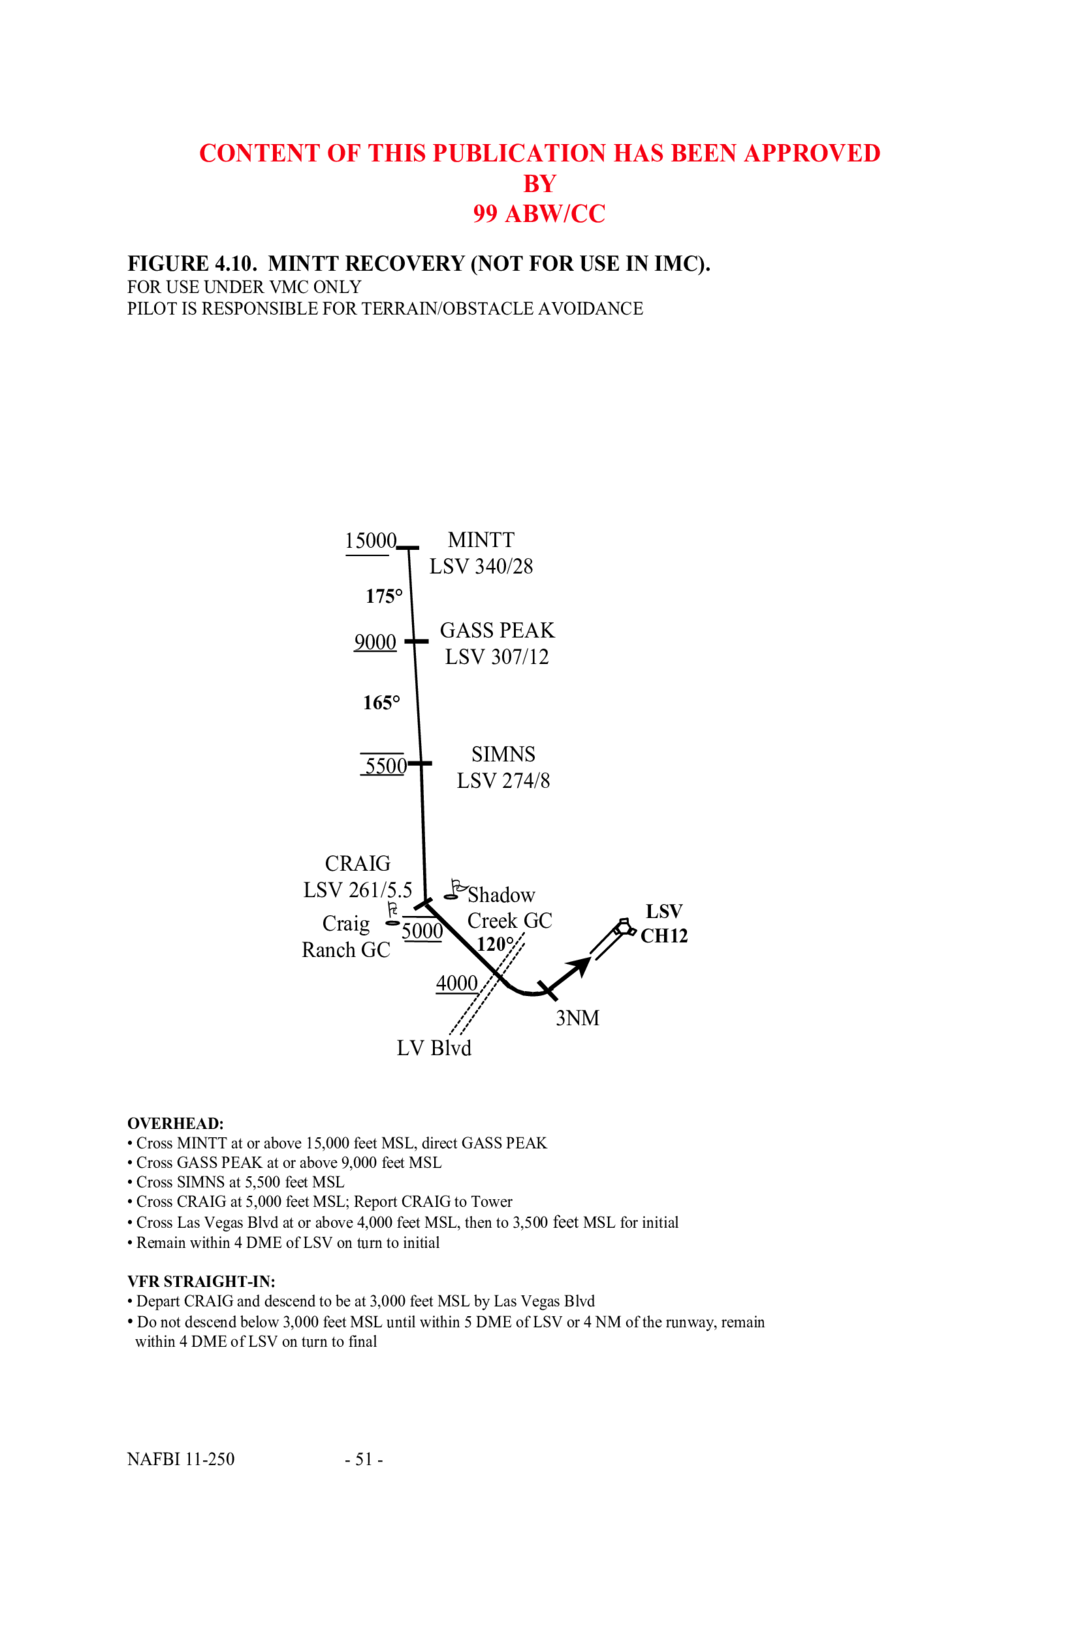 CONTENT OF THIS PUBLICATION HAS BEEN APPROVED
BY
99 ABW/CC
FIGURE 4.10. MINTT RECOVERY (NOT FOR USE IN IMC).
FOR USE UNDER VMC ONLY
PILOT IS RESPONSIBLE FOR TERRAIN/OBSTACLE AVOIDANCE
15000
MINTT
LSV 340/28
175°
9000
GASS PEAK
LSV 307/12
165°
5500
SIMNS
LSV 274/8
CRAIG
LSV 261/5.5
Craig
Ranch GC
5000
Shadow
Creek GC
120°
LSV
CH12
4000
3NM
LV Blvd
OVERHEAD:
• Cross MINTT at or above 15,000 feet MSL, direct GASS PEAK
• Cross GASS PEAK at or above 9,000 feet MSL
• Cross SIMNS at 5,500 feet MSL
• Cross CRAIG at 5,000 feet MSL; Report CRAIG to Tower
• Cross Las Vegas Blvd at or above 4,000 feet MSL, then to 3,500 feet MSL for initial
• Remain within 4 DME of LSV on turn to initial
VFR STRAIGHT-IN:
• Depart CRAIG and descend to be at 3,000 feet MSL by Las Vegas Blvd
• Do not descend below 3,000 feet MSL until within 5 DME of LSV or 4 NM of the runway, remain
within 4 DME of LSV on turn to final
NAFBI 11-250 - 51 -